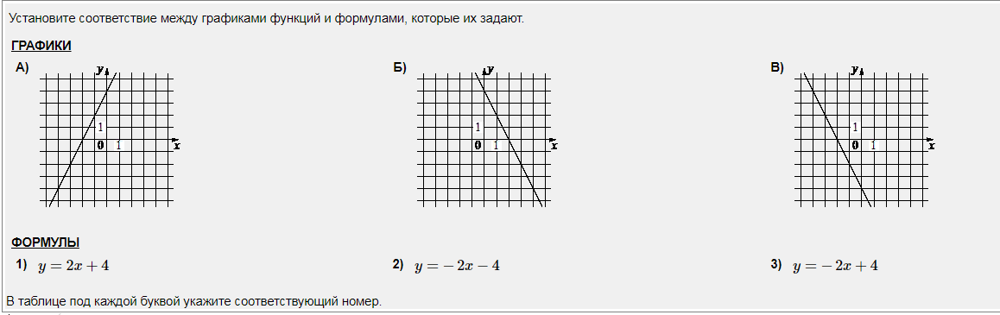 Установите соответствие между графиками функций и формулами, которые их задают.
ГРАФИКИ
А) Б) В)
y y y
1 1 1
0 1 x 0 1 x 0 1 x
ФОРМУЛЫ
1) y = 2x + 4 2) y = − 2x − 4 3) y = − 2x + 4
В таблице под каждой буквой укажите соответствующий номер.